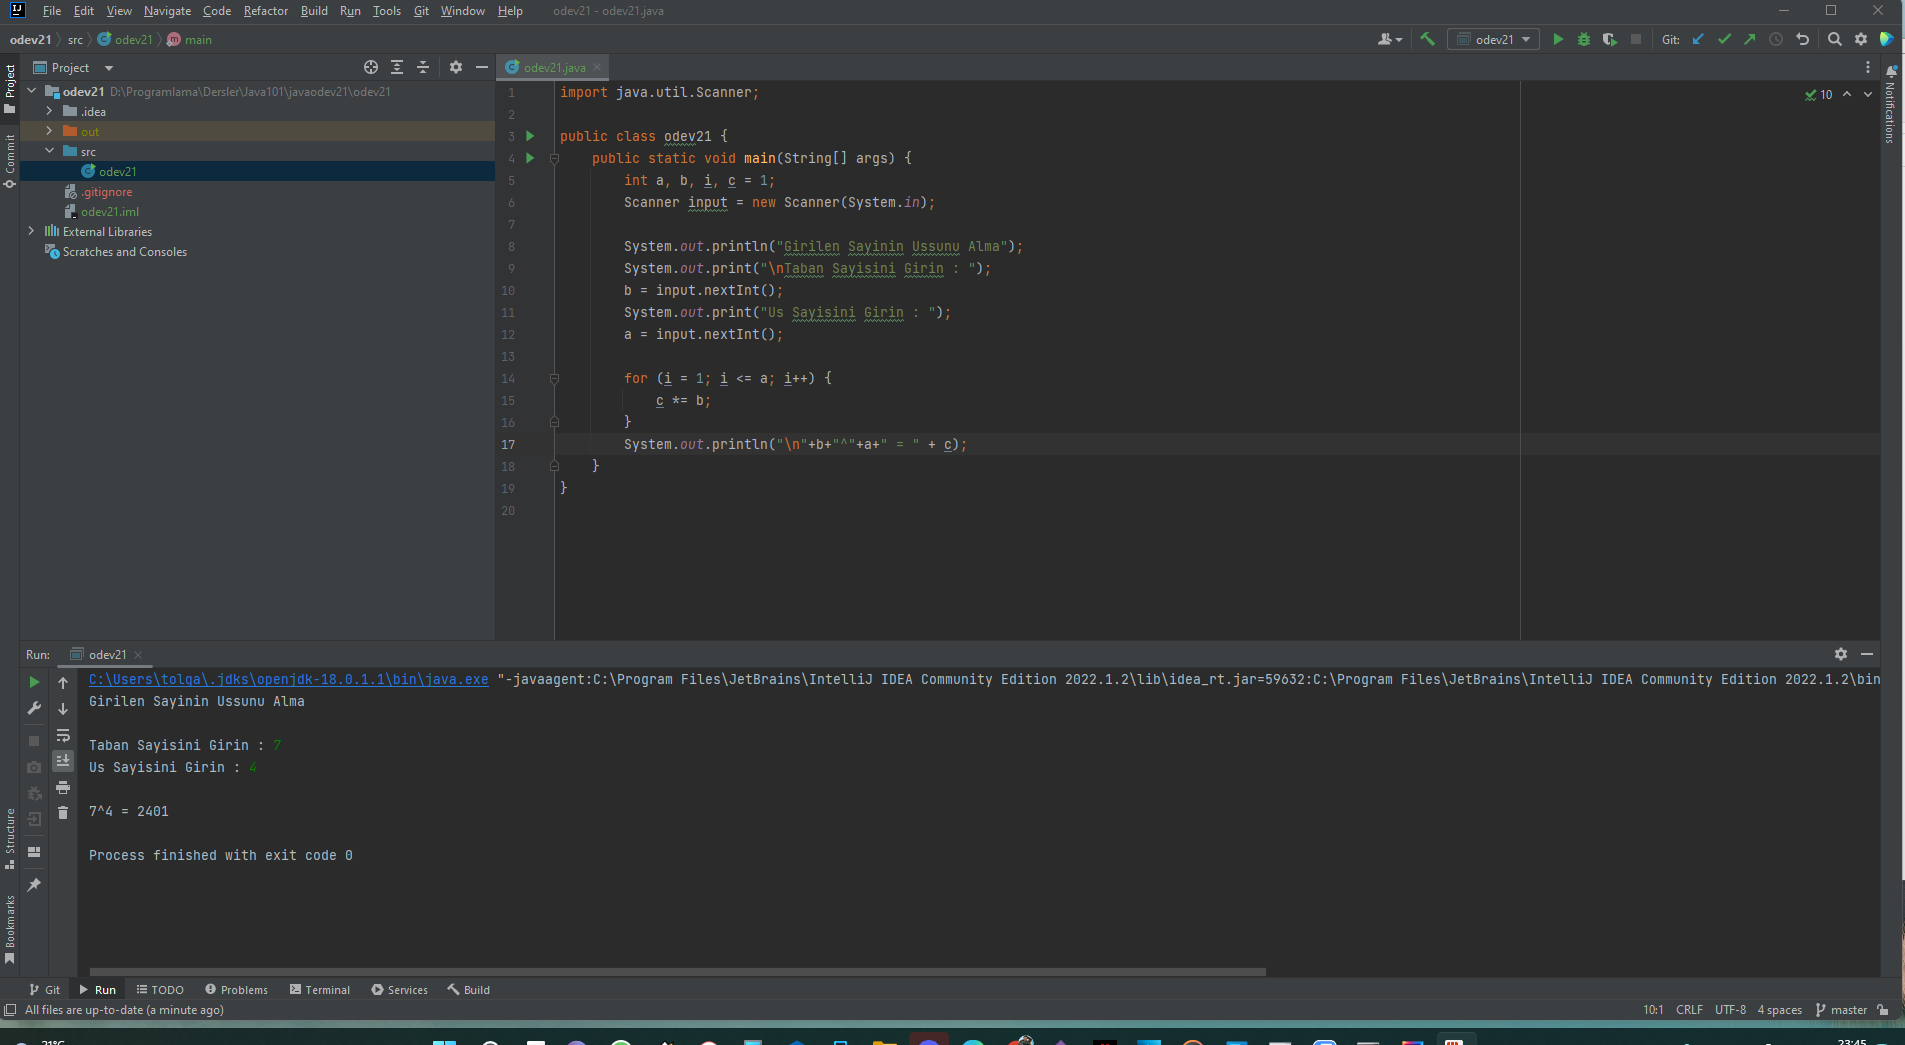 File Edit View Navigate Code Refactor Build Run Tools Git Window Help odev21 - odev21.java
odev21 src odev21 main odev21 Git:
Project
odev21 D:\Programlama\Dersler\Java101\javaodev21\odev21
.idea
out
src
odev21
.gitignore
odev21.iml
External Libraries
Scratches and Consoles
Project
Commit
Structure
Bookmarks
Notifications
odev21.java
10
1 import java.util.Scanner;
2
3 public class odev21 {
4 public static void main(String[] args) {
5 int a, b, i, c = 1;
6 Scanner input = new Scanner(System.in);
7
8 System.out.println("Girilen Sayinin Ussunu Alma");
9 System.out.print("\nTaban Sayisini Girin : ");
10 b = input.nextInt();
11 System.out.print("Us Sayisini Girin : ");
12 a = input.nextInt();
13
14 for (i = 1; i <= a; i++) {
15 c *= b;
16 }
17 System.out.println("\n"+b+"^"+a+" = " + c);
18 }
19 }
20
Run: odev21
C:\Users\tolga\.jdks\openjdk-18.0.1.1\bin\java.exe "-javaagent:C:\Program Files\JetBrains\IntelliJ IDEA Community Edition 2022.1.2\lib\idea_rt.jar=59632:C:\Program Files\JetBrains\IntelliJ IDEA Community Edition 2022.1.2\bin
Girilen Sayinin Ussunu Alma
Taban Sayisini Girin : 7
Us Sayisini Girin : 4
7^4 = 2401
Process finished with exit code 0
Git Run TODO Problems Terminal Services Build
All files are up-to-date (a minute ago) 10:1 CRLF UTF-8 4 spaces master
21°C 23:45